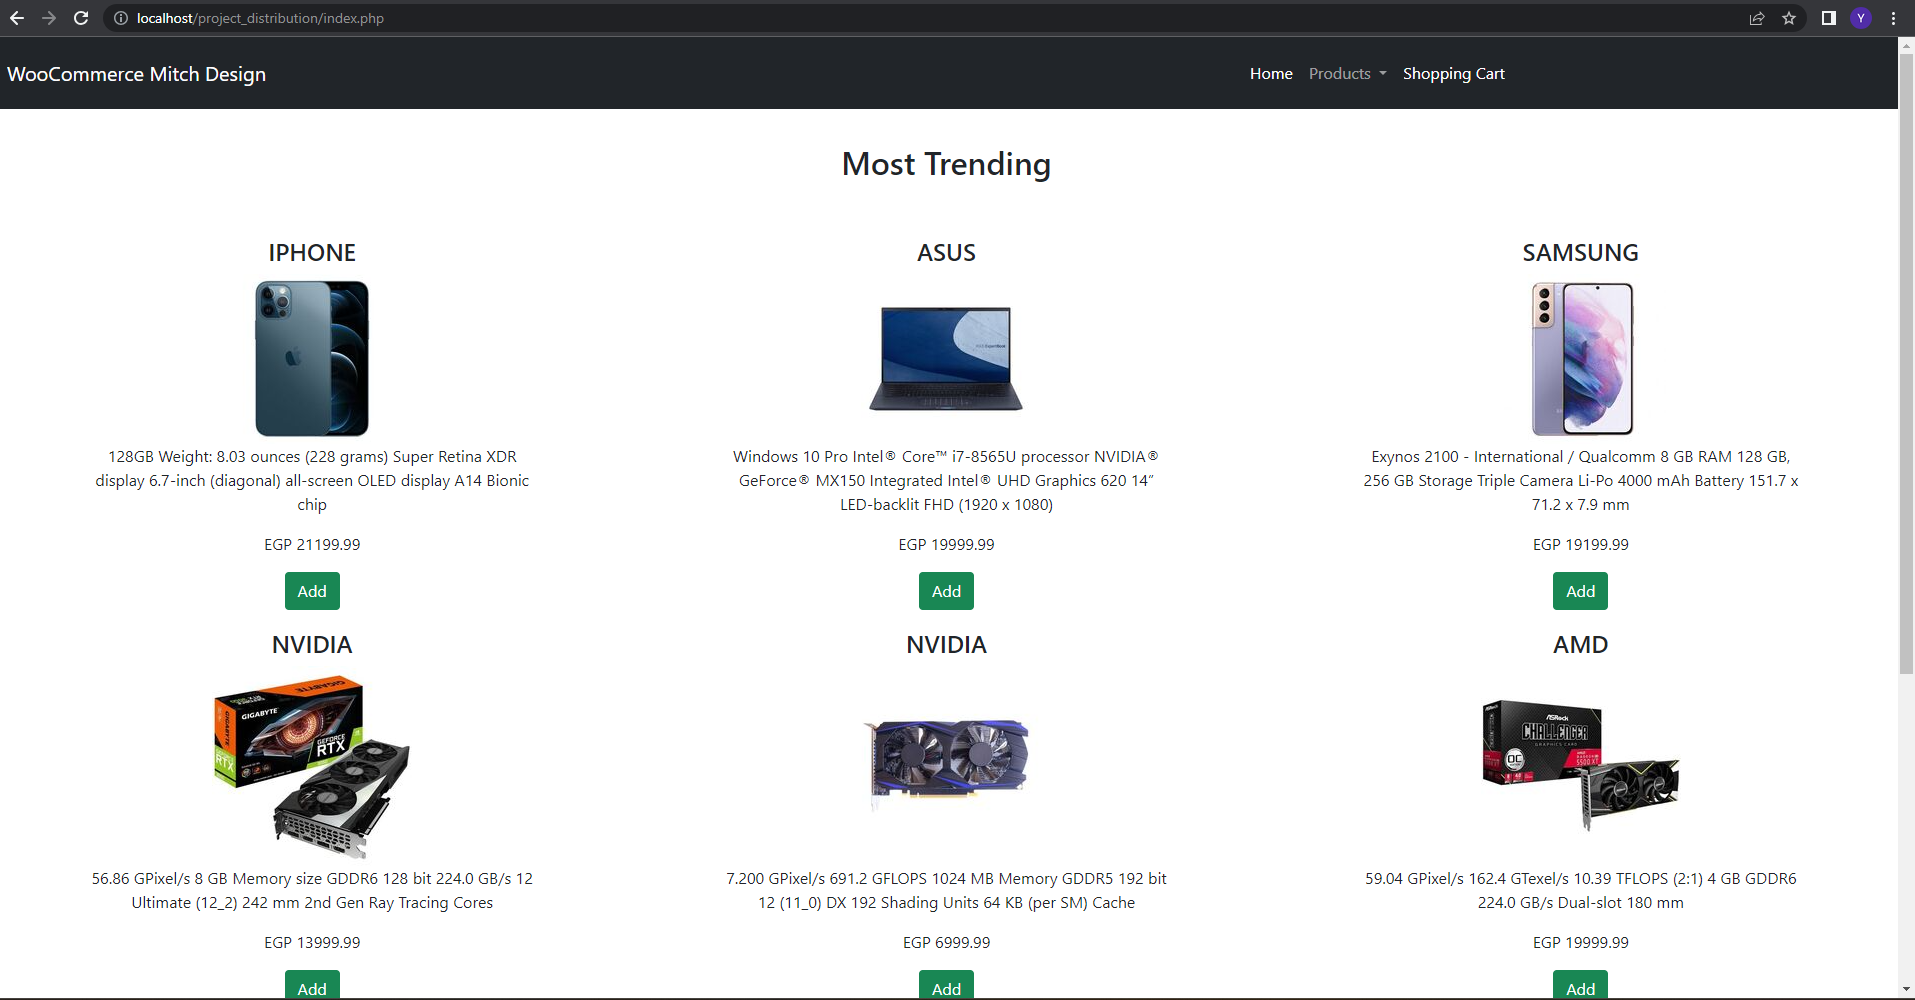 localhost/project_distribution/index.php
Y
WooCommerce Mitch Design
Home Products Shopping Cart
Most Trending
IPHONE
128GB Weight: 8.03 ounces (228 grams) Super Retina XDR
display 6.7-inch (diagonal) all-screen OLED display A14 Bionic
chip
EGP 21199.99
Add
ASUS
Windows 10 Pro Intel® Core™ i7-8565U processor NVIDIA®
GeForce® MX150 Integrated Intel® UHD Graphics 620 14”
LED-backlit FHD (1920 x 1080)
EGP 19999.99
Add
SAMSUNG
Exynos 2100 - International / Qualcomm 8 GB RAM 128 GB,
256 GB Storage Triple Camera Li-Po 4000 mAh Battery 151.7 x
71.2 x 7.9 mm
EGP 19199.99
Add
NVIDIA
GIGABYTE
GIGABYTE
GIGABYTE
GEFORCE
RTX
RTX
56.86 GPixel/s 8 GB Memory size GDDR6 128 bit 224.0 GB/s 12
Ultimate (12_2) 242 mm 2nd Gen Ray Tracing Cores
EGP 13999.99
Add
NVIDIA
7.200 GPixel/s 691.2 GFLOPS 1024 MB Memory GDDR5 192 bit
12 (11_0) DX 192 Shading Units 64 KB (per SM) Cache
EGP 6999.99
Add
AMD
ASRock
CHALLENGER
GRAPHICS CARD
OC
5500 XT
59.04 GPixel/s 162.4 GTexel/s 10.39 TFLOPS (2:1) 4 GB GDDR6
224.0 GB/s Dual-slot 180 mm
EGP 19999.99
Add